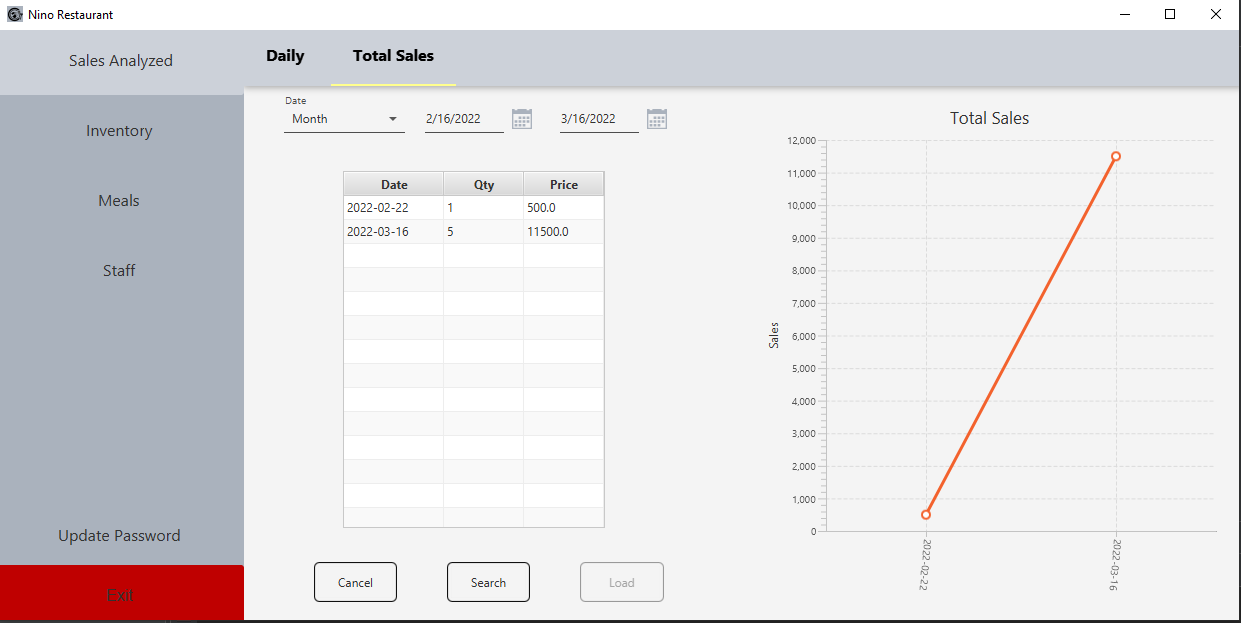 Nino Restaurant
Sales Analyzed
Daily
Total Sales
Inventory
Meals
Staff
Update Password
Exit
Date
Month
2/16/2022
3/16/2022
Date Qty Price
2022-02-22 1 500.0
2022-03-16 5 11500.0
Cancel
Search
Load
Total Sales
Sales
12,000
11,000
10,000
9,000
8,000
7,000
6,000
5,000
4,000
3,000
2,000
1,000
0
2022-02-22
2022-03-16